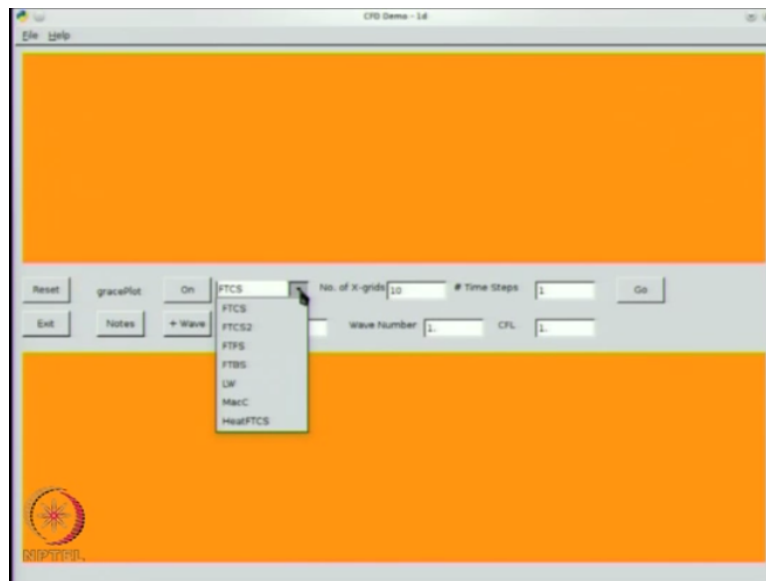 CFD Demo - 1d
File Help
Reset gracePlot On FTCS No. of X-grids 10 # Time Steps 1 Go
Exit Notes + Wave Wave Number 1. CFL 1.
FTCS
FTCS2
FTFS
FTBS
LW
MacC
HeatFTCS
NPTEL